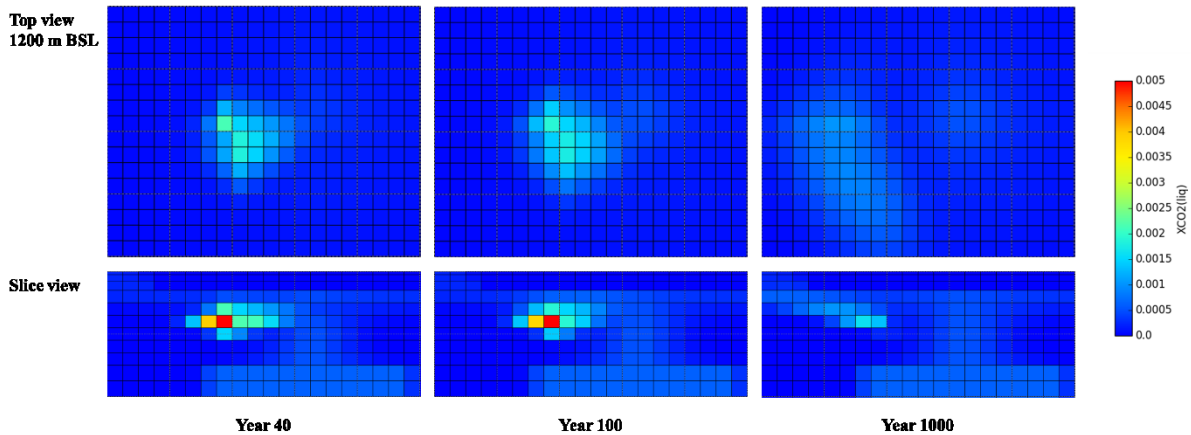 Top view
1200 m BSL
0.005
0.0045
0.004
0.0035
0.003
0.0025
0.002
0.0015
0.001
0.0005
0.0
XCO2(liq)
Slice view
Year 40
Year 100
Year 1000